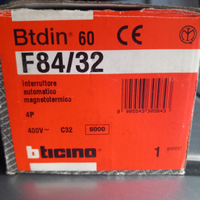 Btdin® 60 CE
F84/32
Interruttore
automatico
magnetotermico
4P
400V~ C32 6000
bticino 1